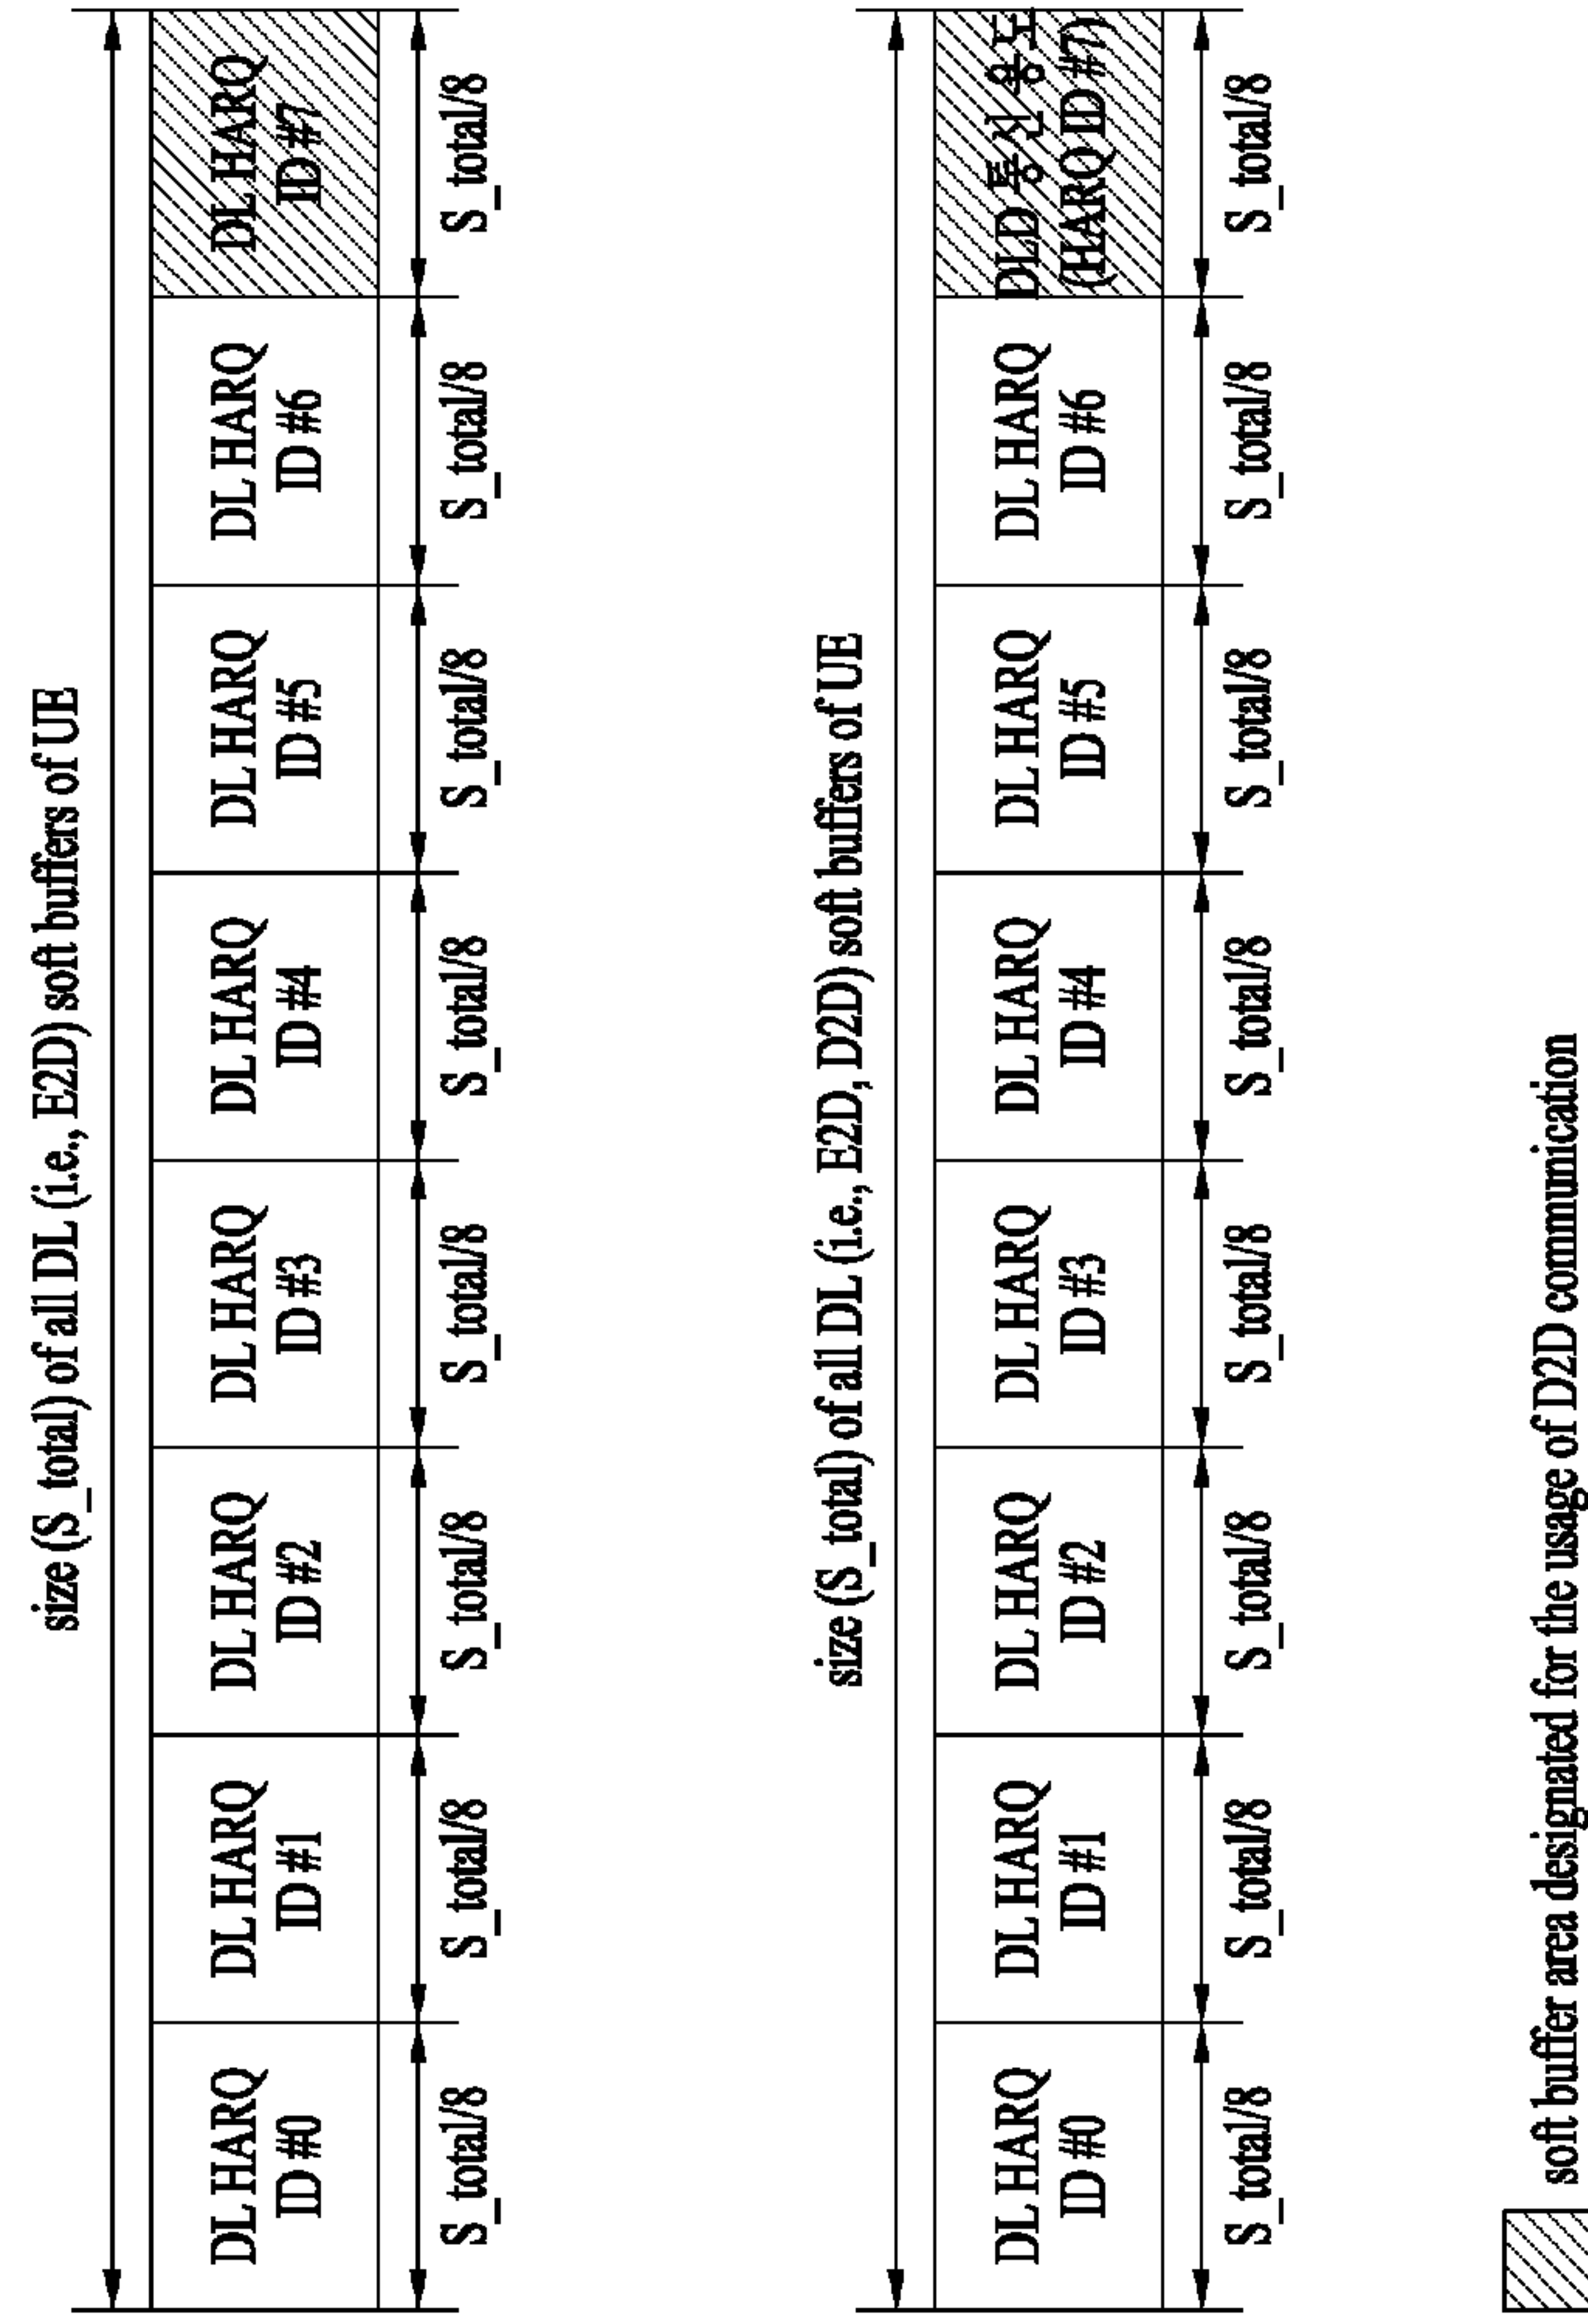 size (S_total) of all DL (i.e., E2D) soft buffers of UE
DL HARQ
ID #0
DL HARQ
ID #1
DL HARQ
ID #2
DL HARQ
ID #3
DL HARQ
ID #4
DL HARQ
ID #5
DL HARQ
ID #6
DL HARQ
ID #7
S_total/8
S_total/8
S_total/8
S_total/8
S_total/8
S_total/8
S_total/8
S_total/8
size (S_total) of all DL (i.e., E2D, D2D) soft buffers of UE
DL HARQ
ID #0
DL HARQ
ID #1
DL HARQ
ID #2
DL HARQ
ID #3
DL HARQ
ID #4
DL HARQ
ID #5
DL HARQ
ID #6
DLD 통신 용도
(HARQ ID #7)
S_total/8
S_total/8
S_total/8
S_total/8
S_total/8
S_total/8
S_total/8
S_total/8
soft buffer area designated for the usage of D2D communication